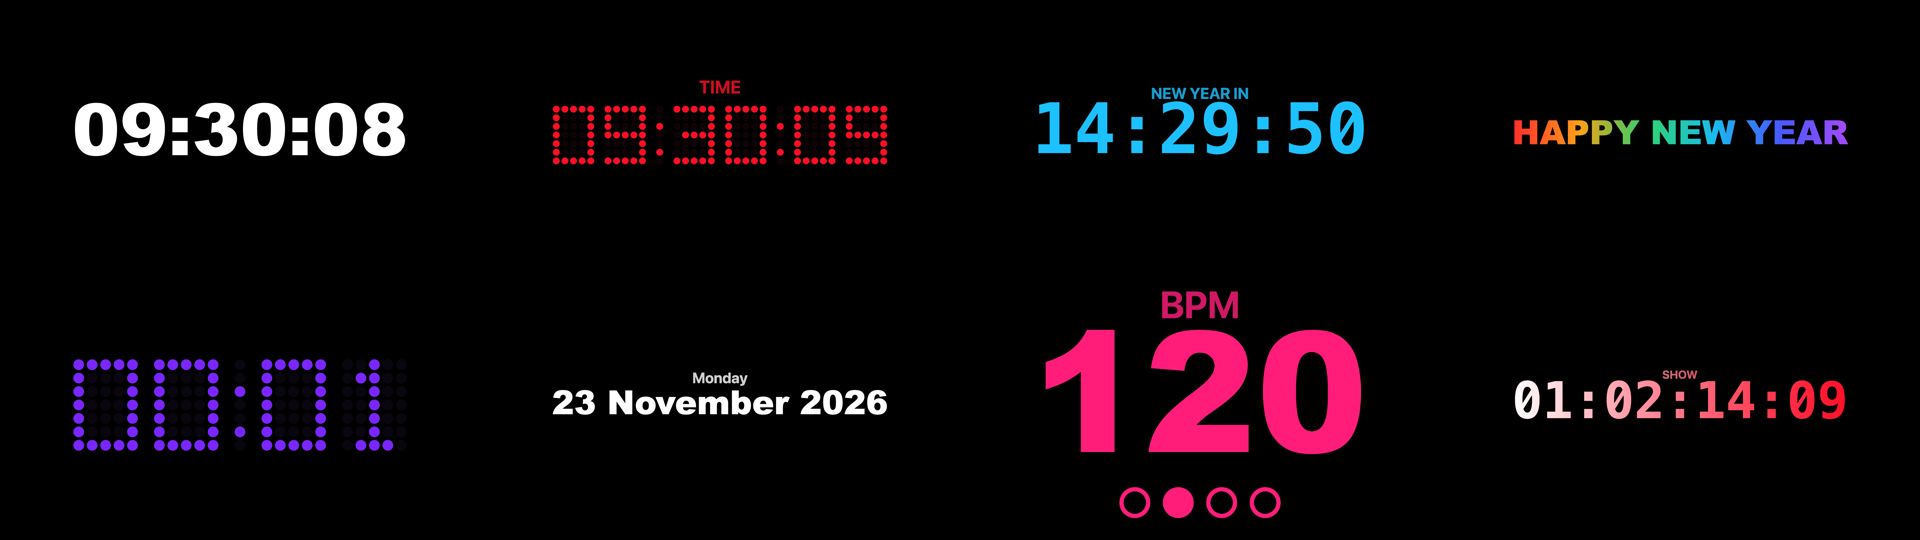 09:30:08
TIME
09:30:09
NEW YEAR IN
14:29:50
HAPPY NEW YEAR
00:01
Monday
23 November 2026
BPM
120
SHOW
01:02:14:09